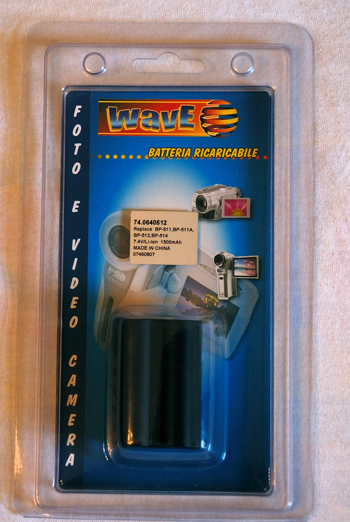 WavE
BATTERIA RICARICABILE
FOTO E VIDEO CAMERA
74.0640512
Replace BP-511,BP-511A,
BP-512,BP-514
7.4V/Li-ion 1500mAh
MADE IN CHINA
07460807